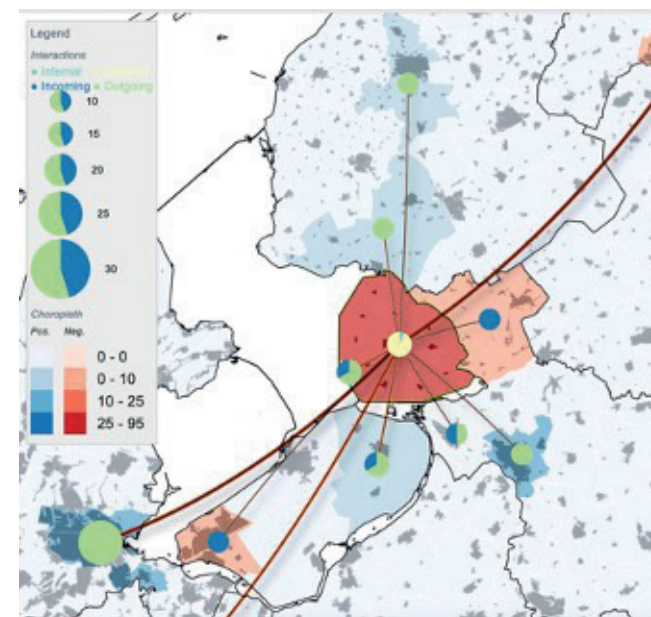 Legend
Interactions
Internal
Incoming Outgoing
10
15
20
25
30
Choropleth
Pos. Neg.
0 - 0
0 - 10
10 - 25
25 - 95